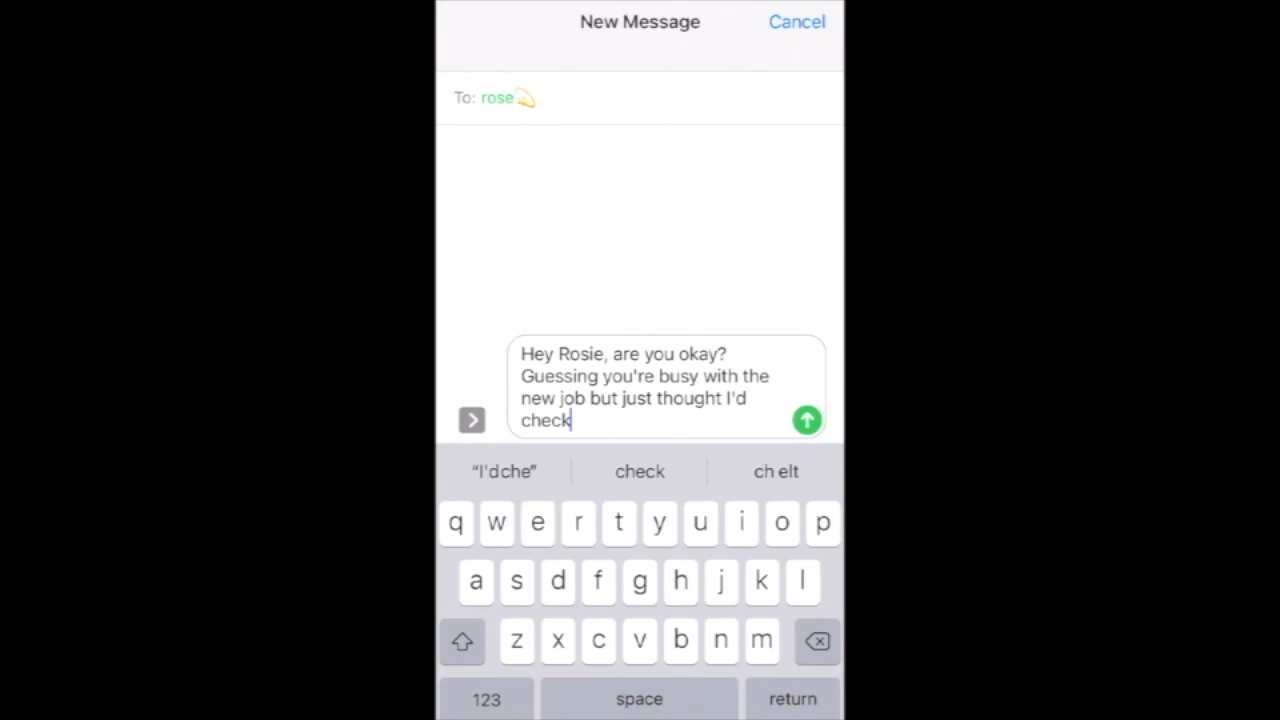 New Message
Cancel
To: rose💫
Hey Rosie, are you okay?
Guessing you're busy with the
new job but just thought I'd
check
“I'd che” check ch elt
q w e r t y u i o p
a s d f g h j k l
z x c v b n m
123 space return